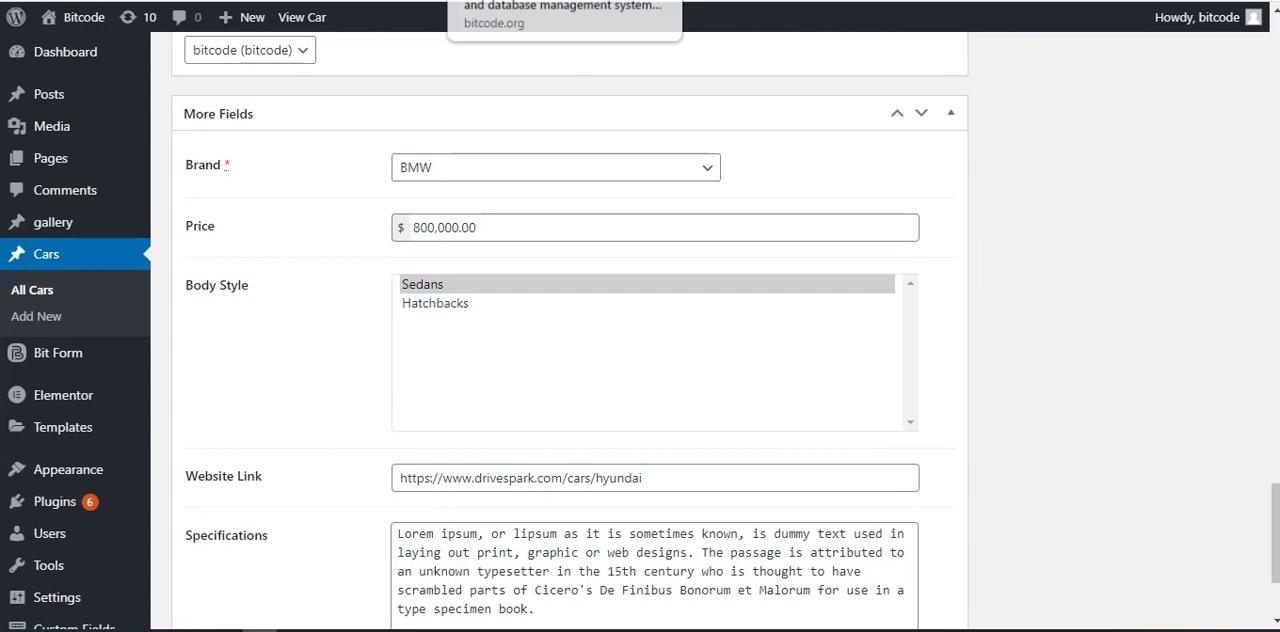 Bitcode 10 0 New View Car
and database management system...
bitcode.org
Howdy, bitcode
Dashboard
Posts
Media
Pages
Comments
gallery
Cars
All Cars
Add New
Bit Form
Elementor
Templates
Appearance
Plugins 6
Users
Tools
Settings
Custom Fields
bitcode (bitcode)
More Fields
Brand *
BMW
Price
$ 800,000.00
Body Style
Sedans
Hatchbacks
Website Link
https://www.drivespark.com/cars/hyundai
Specifications
Lorem ipsum, or lipsum as it is sometimes known, is dummy text used in
laying out print, graphic or web designs. The passage is attributed to
an unknown typesetter in the 15th century who is thought to have
scrambled parts of Cicero's De Finibus Bonorum et Malorum for use in a
type specimen book.